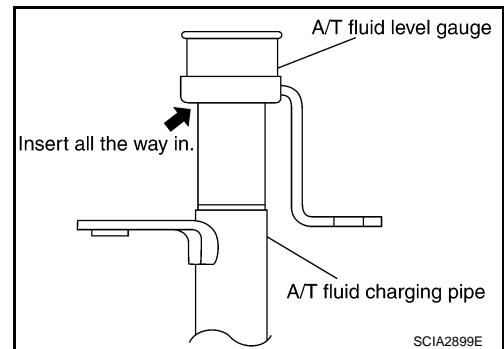 A/T fluid level gauge
Insert all the way in.
A/T fluid charging pipe
SCIA2899E